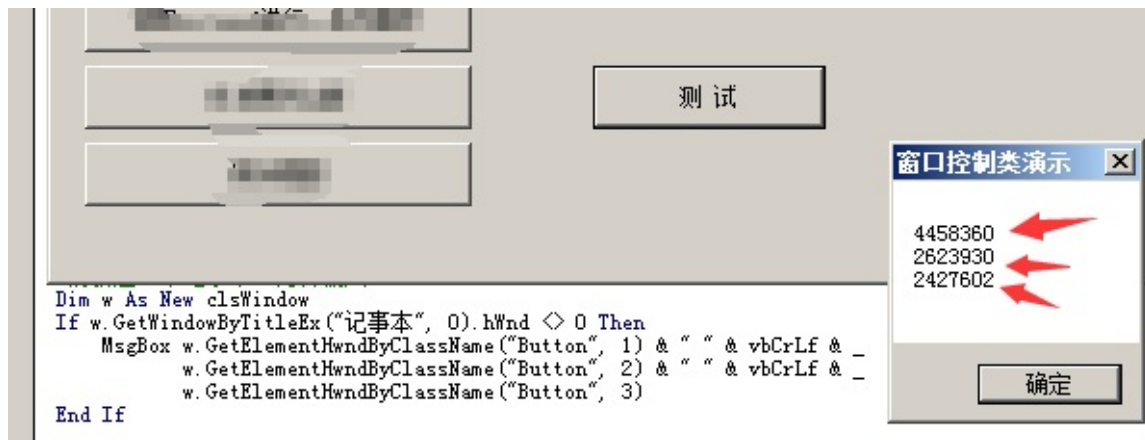 测 试
窗口控制类演示
4458360
2623930
2427602
确定
Dim w As New clsWindow
If w.GetWindowByTitleEx("记事本", 0).hWnd <> 0 Then
MsgBox w.GetElementHwndByClassName("Button", 1) & " " & vbCrLf & _
w.GetElementHwndByClassName("Button", 2) & " " & vbCrLf & _
w.GetElementHwndByClassName("Button", 3)
End If